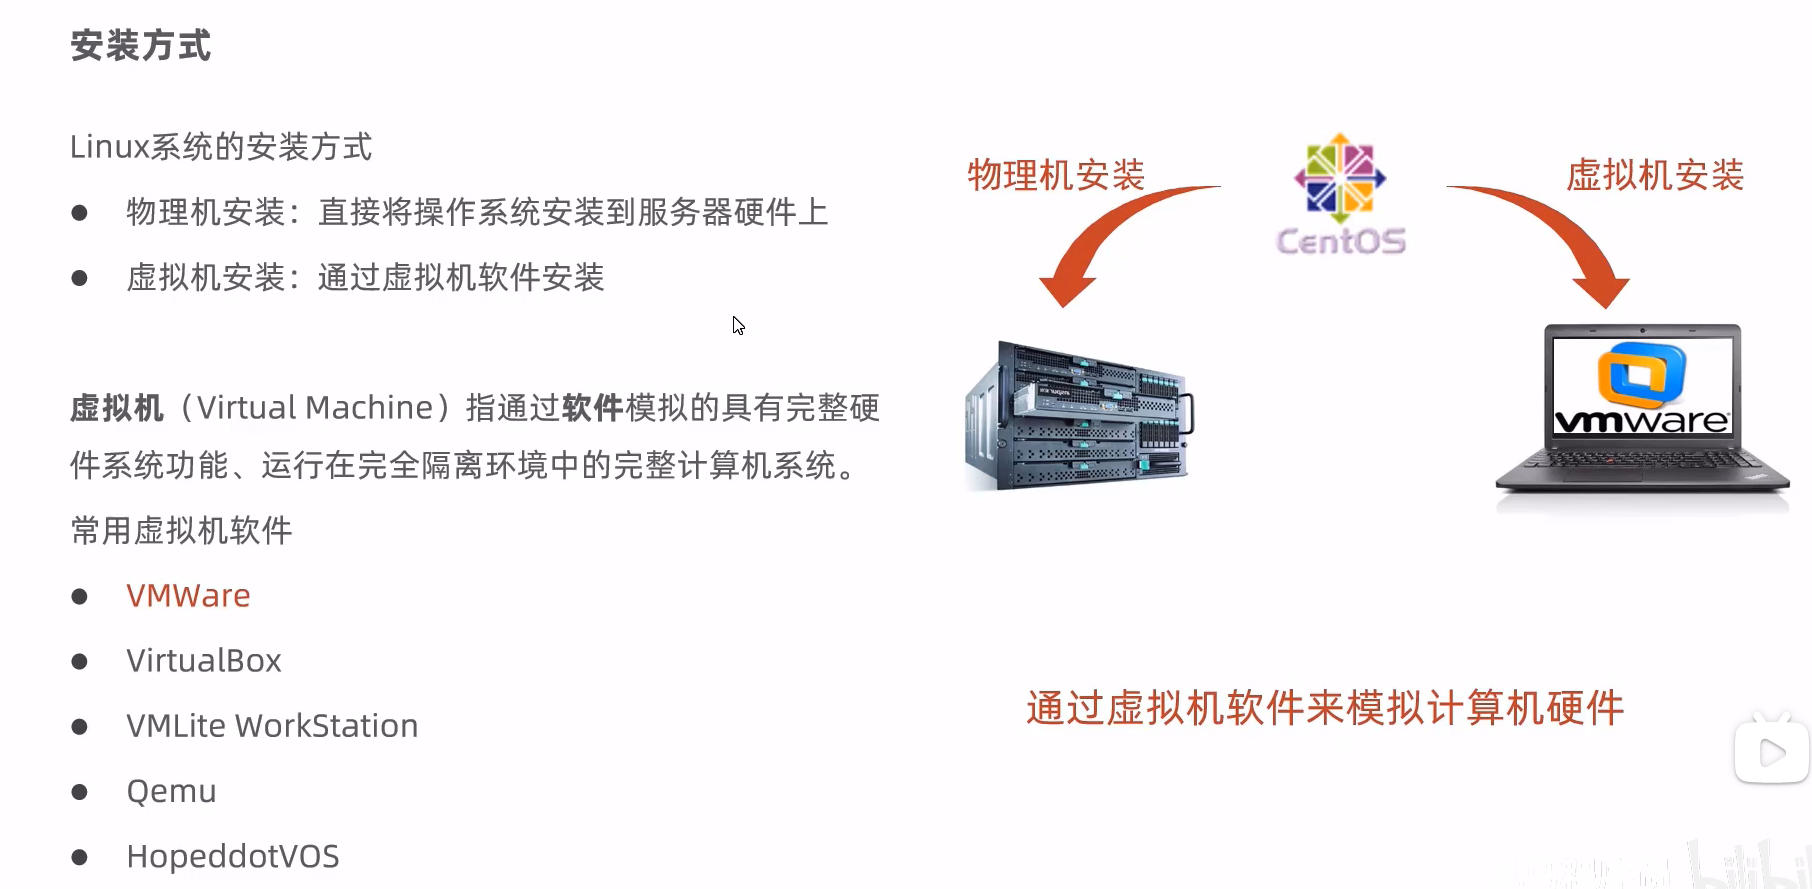 安装方式
Linux系统的安装方式
● 物理机安装：直接将操作系统安装到服务器硬件上
● 虚拟机安装：通过虚拟机软件安装
虚拟机（Virtual Machine）指通过软件模拟的具有完整硬
件系统功能、运行在完全隔离环境中的完整计算机系统。
常用虚拟机软件
● VMWare
● VirtualBox
● VMLite WorkStation
● Qemu
● HopeddotVOS
物理机安装
CentOS
虚拟机安装
vmware
通过虚拟机软件来模拟计算机硬件